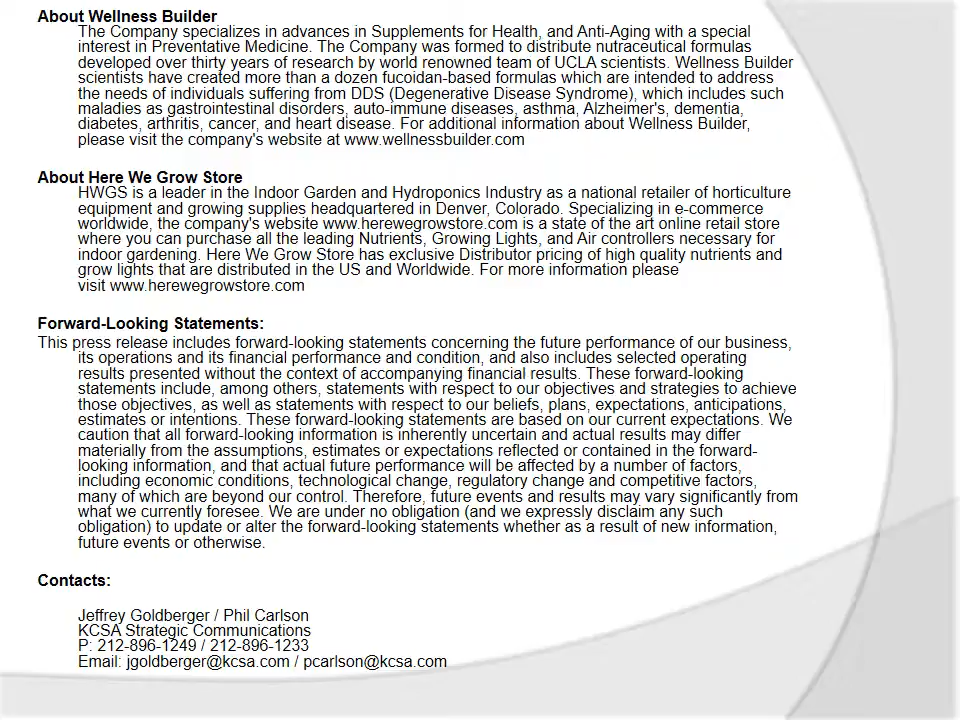 About Wellness Builder
The Company specializes in advances in Supplements for Health, and Anti-Aging with a special
interest in Preventative Medicine. The Company was formed to distribute nutraceutical formulas
developed over thirty years of research by world renowned team of UCLA scientists. Wellness Builder
scientists have created more than a dozen fucoidan-based formulas which are intended to address
the needs of individuals suffering from DDS (Degenerative Disease Syndrome), which includes such
maladies as gastrointestinal disorders, auto-immune diseases, asthma, Alzheimer's, dementia,
diabetes, arthritis, cancer, and heart disease. For additional information about Wellness Builder,
please visit the company's website at www.wellnessbuilder.com
About Here We Grow Store
HWGS is a leader in the Indoor Garden and Hydroponics Industry as a national retailer of horticulture
equipment and growing supplies headquartered in Denver, Colorado. Specializing in e-commerce
worldwide, the company's website www.herewegrowstore.com is a state of the art online retail store
where you can purchase all the leading Nutrients, Growing Lights, and Air controllers necessary for
indoor gardening. Here We Grow Store has exclusive Distributor pricing of high quality nutrients and
grow lights that are distributed in the US and Worldwide. For more information please
visit www.herewegrowstore.com
Forward-Looking Statements:
This press release includes forward-looking statements concerning the future performance of our business,
its operations and its financial performance and condition, and also includes selected operating
results presented without the context of accompanying financial results. These forward-looking
statements include, among others, statements with respect to our objectives and strategies to achieve
those objectives, as well as statements with respect to our beliefs, plans, expectations, anticipations,
estimates or intentions. These forward-looking statements are based on our current expectations. We
caution that all forward-looking information is inherently uncertain and actual results may differ
materially from the assumptions, estimates or expectations reflected or contained in the forward-
looking information, and that actual future performance will be affected by a number of factors,
including economic conditions, technological change, regulatory change and competitive factors,
many of which are beyond our control. Therefore, future events and results may vary significantly from
what we currently foresee. We are under no obligation (and we expressly disclaim any such
obligation) to update or alter the forward-looking statements whether as a result of new information,
future events or otherwise.
Contacts:
Jeffrey Goldberger / Phil Carlson
KCSA Strategic Communications
P: 212-896-1249 / 212-896-1233
Email: jgoldberger@kcsa.com / pcarlson@kcsa.com